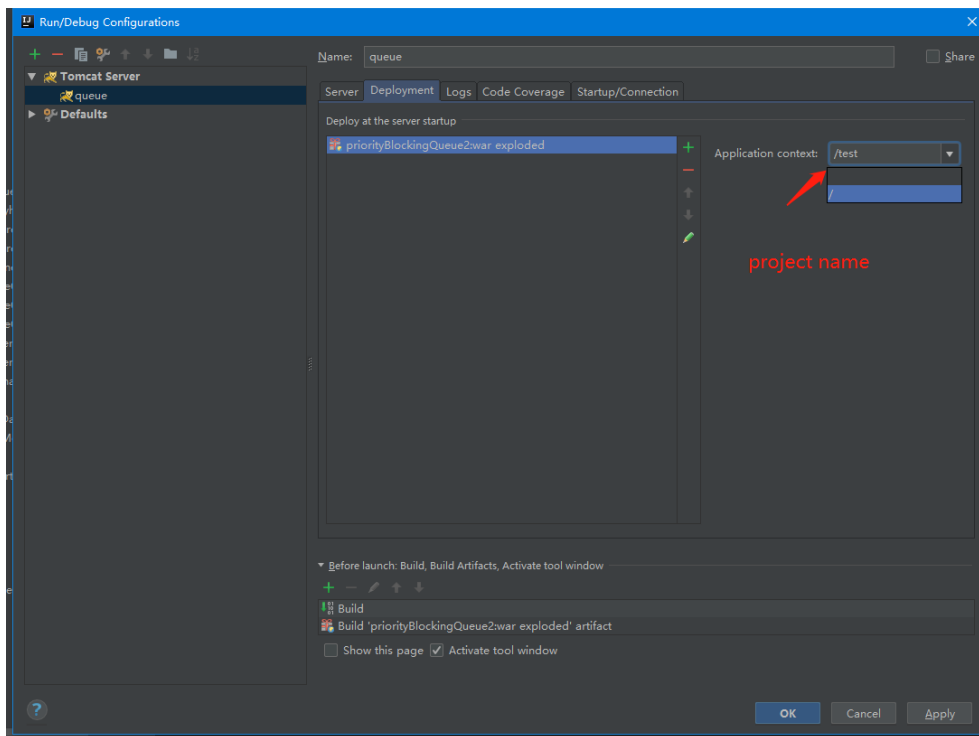 Run/Debug Configurations
Name: queue
Share
Tomcat Server
queue
Defaults
Server Deployment Logs Code Coverage Startup/Connection
Deploy at the server startup
priorityBlockingQueue2:war exploded
Application context: /test
/
project name
Before launch: Build, Build Artifacts, Activate tool window
Build
Build 'priorityBlockingQueue2:war exploded' artifact
Show this page
Activate tool window
?
OK
Cancel
Apply